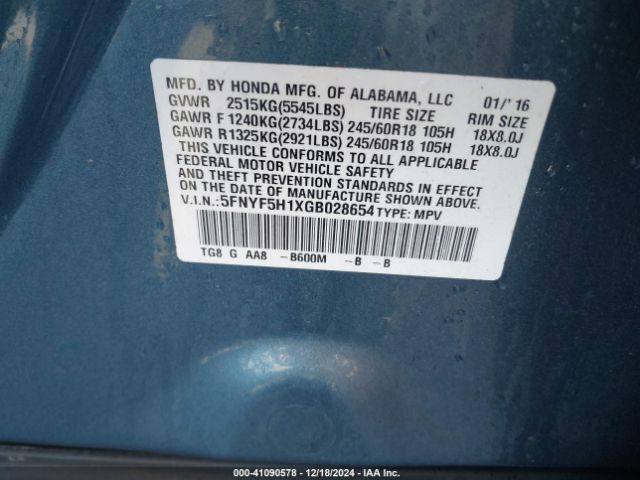 MFD. BY HONDA MFG. OF ALABAMA, LLC 01/'16
GVWR 2515KG(5545LBS) TIRE SIZE RIM SIZE
GAWR F 1240KG(2734LBS) 245/60R18 105H 18X8.0J
GAWR R1325KG(2921LBS) 245/60R18 105H 18X8.0J
THIS VEHICLE CONFORMS TO ALL APPLICABLE
FEDERAL MOTOR VEHICLE SAFETY
AND THEFT PREVENTION STANDARDS IN EFFECT
ON THE DATE OF MANUFACTURE SHOWN ABOVE.
V.I.N.:5FNYF5H1XGB028654 TYPE: MPV
TG8 G AA8 -B600M -B -B
000-41090578 - 12/18/2024 - IAA Inc.